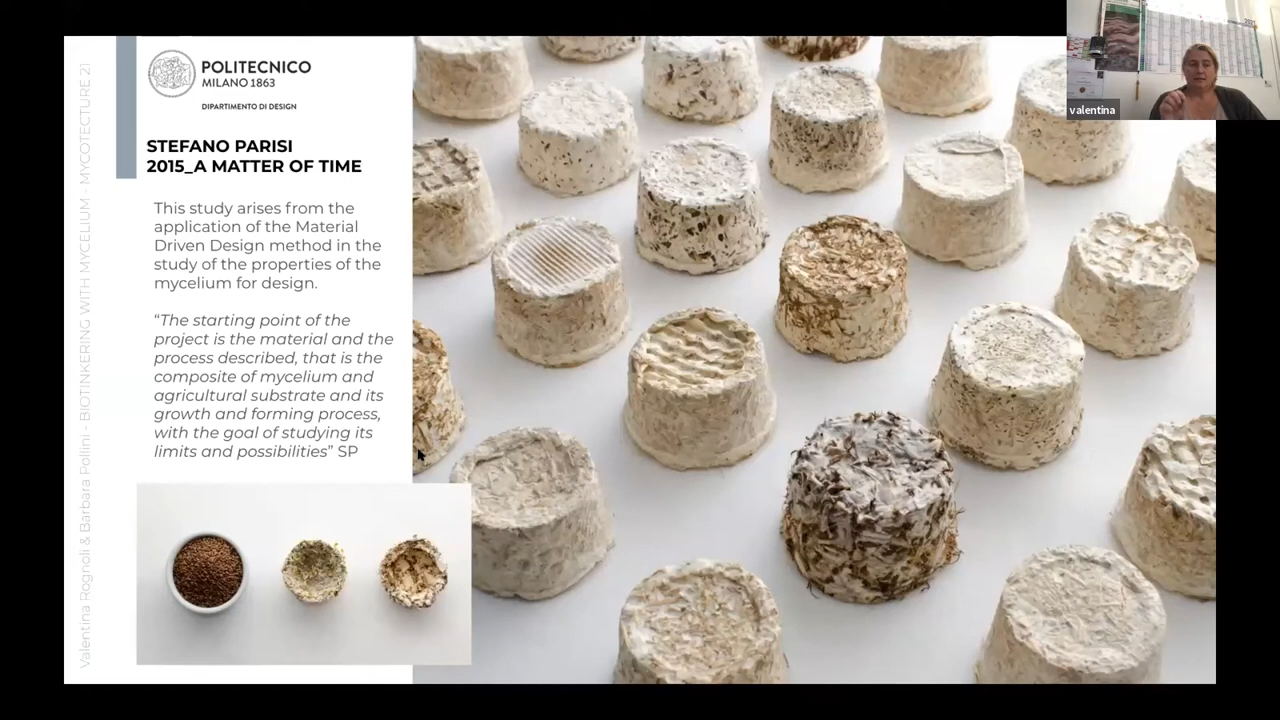 POLITECNICO
MILANO 1863
DIPARTIMENTO DI DESIGN
STEFANO PARISI
2015_A MATTER OF TIME
This study arises from the
application of the Material
Driven Design method in the
study of the properties of the
mycelium for design.
“The starting point of the
project is the material and the
process described, that is the
composite of mycelium and
agricultural substrate and its
growth and forming process,
with the goal of studying its
limits and possibilities” SP
Valentina Rognoli & Barbara Pollini - BIOTINKERING WITH MYCELIUM - MYCOTECTURE 21
valentina